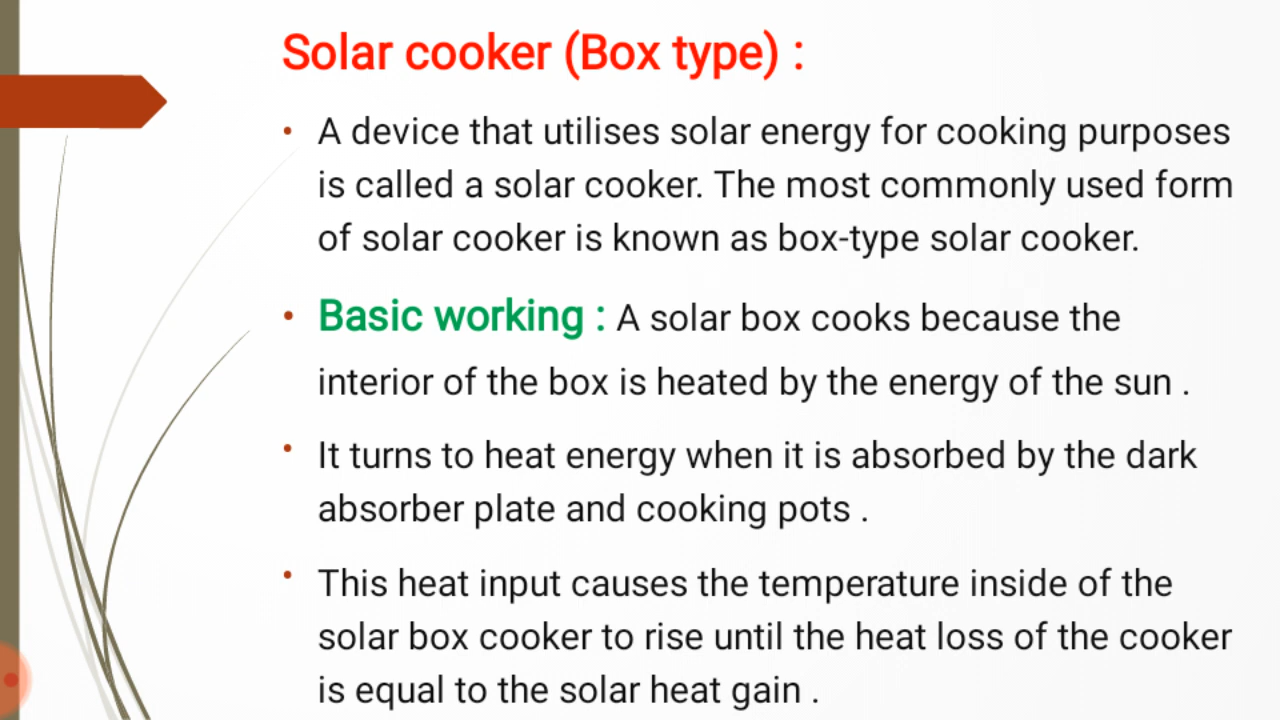 Solar cooker (Box type) :
• A device that utilises solar energy for cooking purposes
is called a solar cooker. The most commonly used form
of solar cooker is known as box-type solar cooker.
• Basic working : A solar box cooks because the
interior of the box is heated by the energy of the sun .
• It turns to heat energy when it is absorbed by the dark
absorber plate and cooking pots .
• This heat input causes the temperature inside of the
solar box cooker to rise until the heat loss of the cooker
is equal to the solar heat gain .